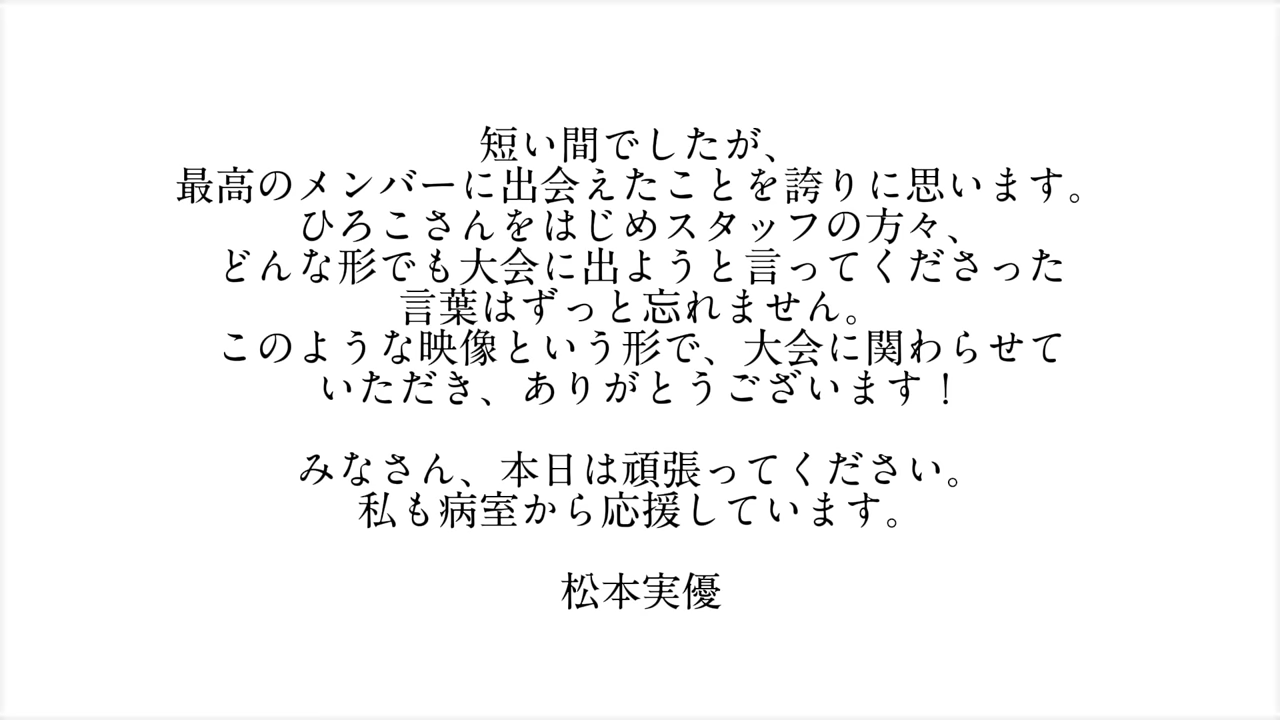 短い間でしたが、
最高のメンバーに出会えたことを誇りに思います。
ひろこさんをはじめスタッフの方々、
どんな形でも大会に出ようと言ってくださった
言葉はずっと忘れません。
このような映像という形で、大会に関わらせて
いただき、ありがとうございます！
みなさん、本日は頑張ってください。
私も病室から応援しています。
松本実優